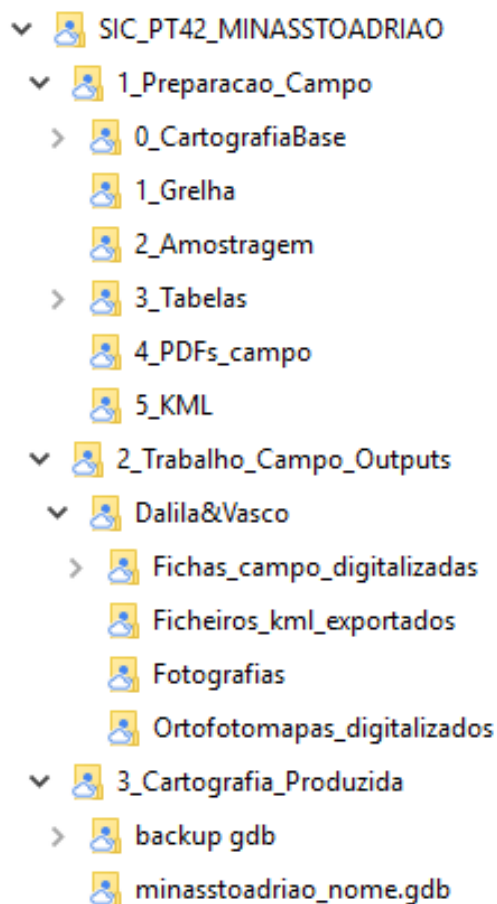 SIC_PT42_MINASSTOADRIAO
1_Preparacao_Campo
0_CartografiaBase
1_Grelha
2_Amostragem
3_Tabelas
4_PDFs_campo
5_KML
2_Trabalho_Campo_Outputs
Dalila&Vasco
Fichas_campo_digitalizadas
Ficheiros_kml_exportados
Fotografias
Ortofotomapas_digitalizados
3_Cartografia_Produzida
backup gdb
minasstoadriao_nome.gdb